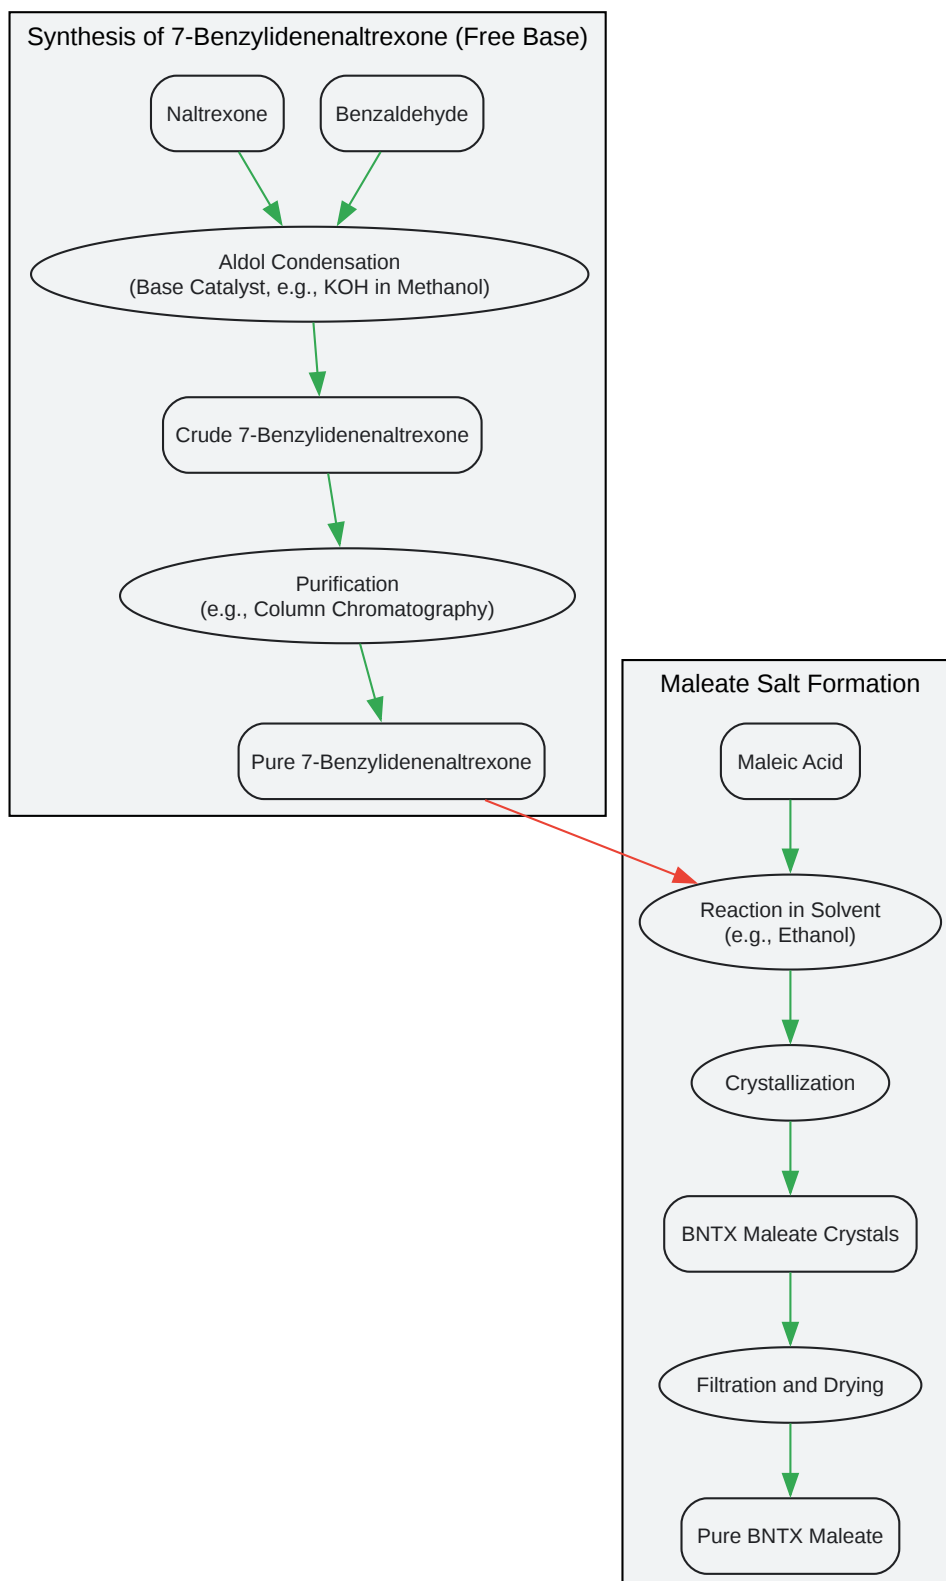 Synthesis of 7-Benzylidenenaltrexone (Free Base)
Naltrexone
Benzaldehyde
Aldol Condensation
(Base Catalyst, e.g., KOH in Methanol)
Crude 7-Benzylidenenaltrexone
Purification
(e.g., Column Chromatography)
Pure 7-Benzylidenenaltrexone
Maleate Salt Formation
Maleic Acid
Reaction in Solvent
(e.g., Ethanol)
Crystallization
BNTX Maleate Crystals
Filtration and Drying
Pure BNTX Maleate